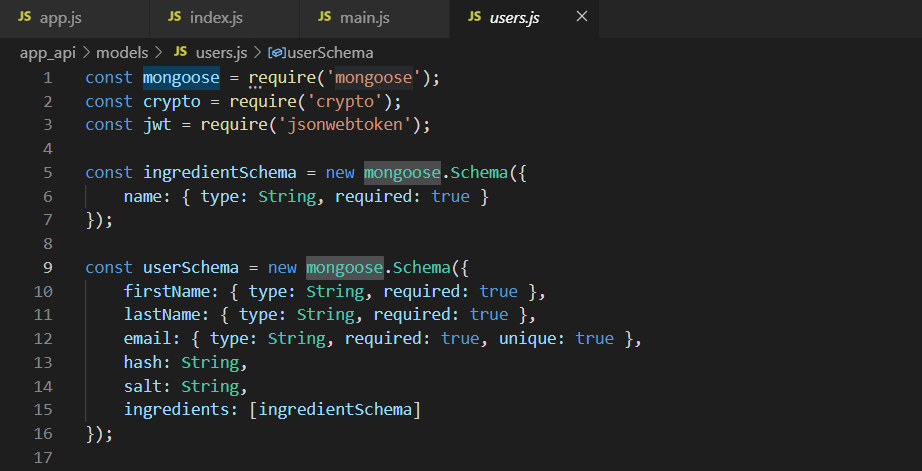 JS app.js JS index.js JS main.js JS users.js ×
app_api > models > JS users.js > userSchema
1 const mongoose = require('mongoose');
2 const crypto = require('crypto');
3 const jwt = require('jsonwebtoken');
4
5 const ingredientSchema = new mongoose.Schema({
6     name: { type: String, required: true }
7 });
8
9 const userSchema = new mongoose.Schema({
10     firstName: { type: String, required: true },
11     lastName: { type: String, required: true },
12     email: { type: String, required: true, unique: true },
13     hash: String,
14     salt: String,
15     ingredients: [ingredientSchema]
16 });
17